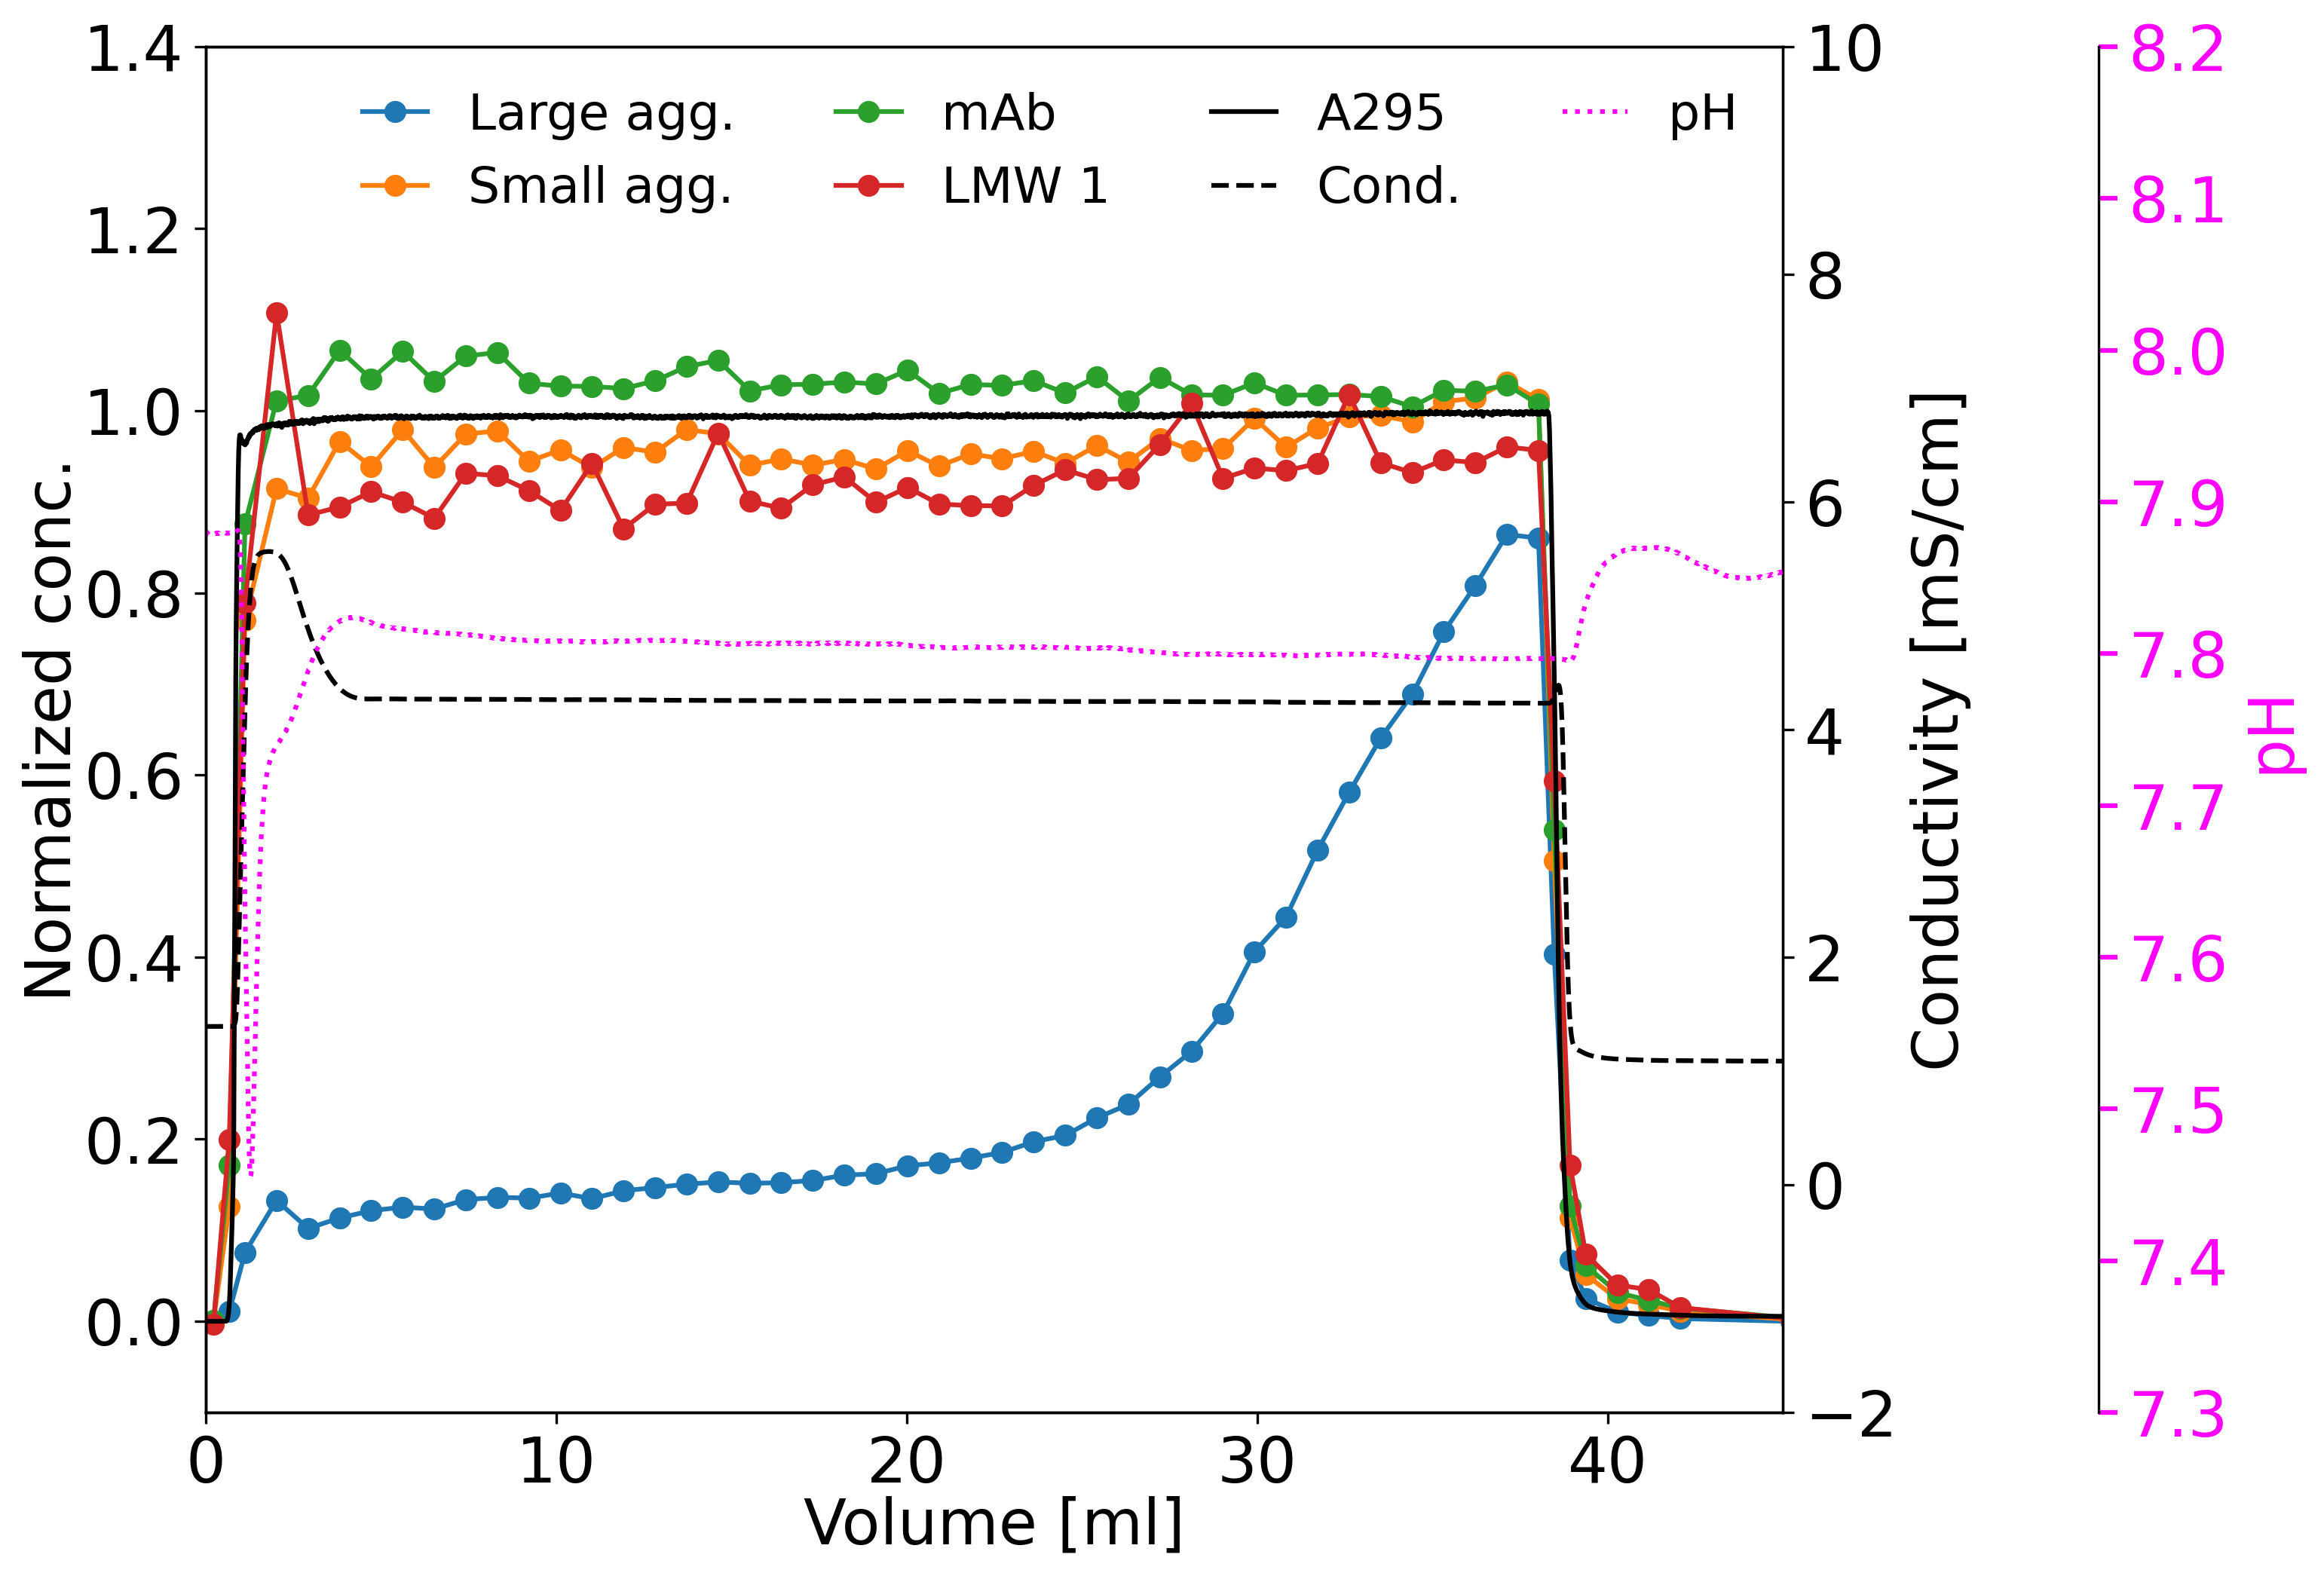 Large agg.
Small agg.
mAb
LMW 1
A295
Cond.
pH
1.4
1.2
1.0
0.8
0.6
0.4
0.2
0.0
Normalized conc.
0
10
20
30
40
Volume [ml]
10
8
6
4
2
0
−2
Conductivity [mS/cm]
8.2
8.1
8.0
7.9
7.8
7.7
7.6
7.5
7.4
7.3
pH